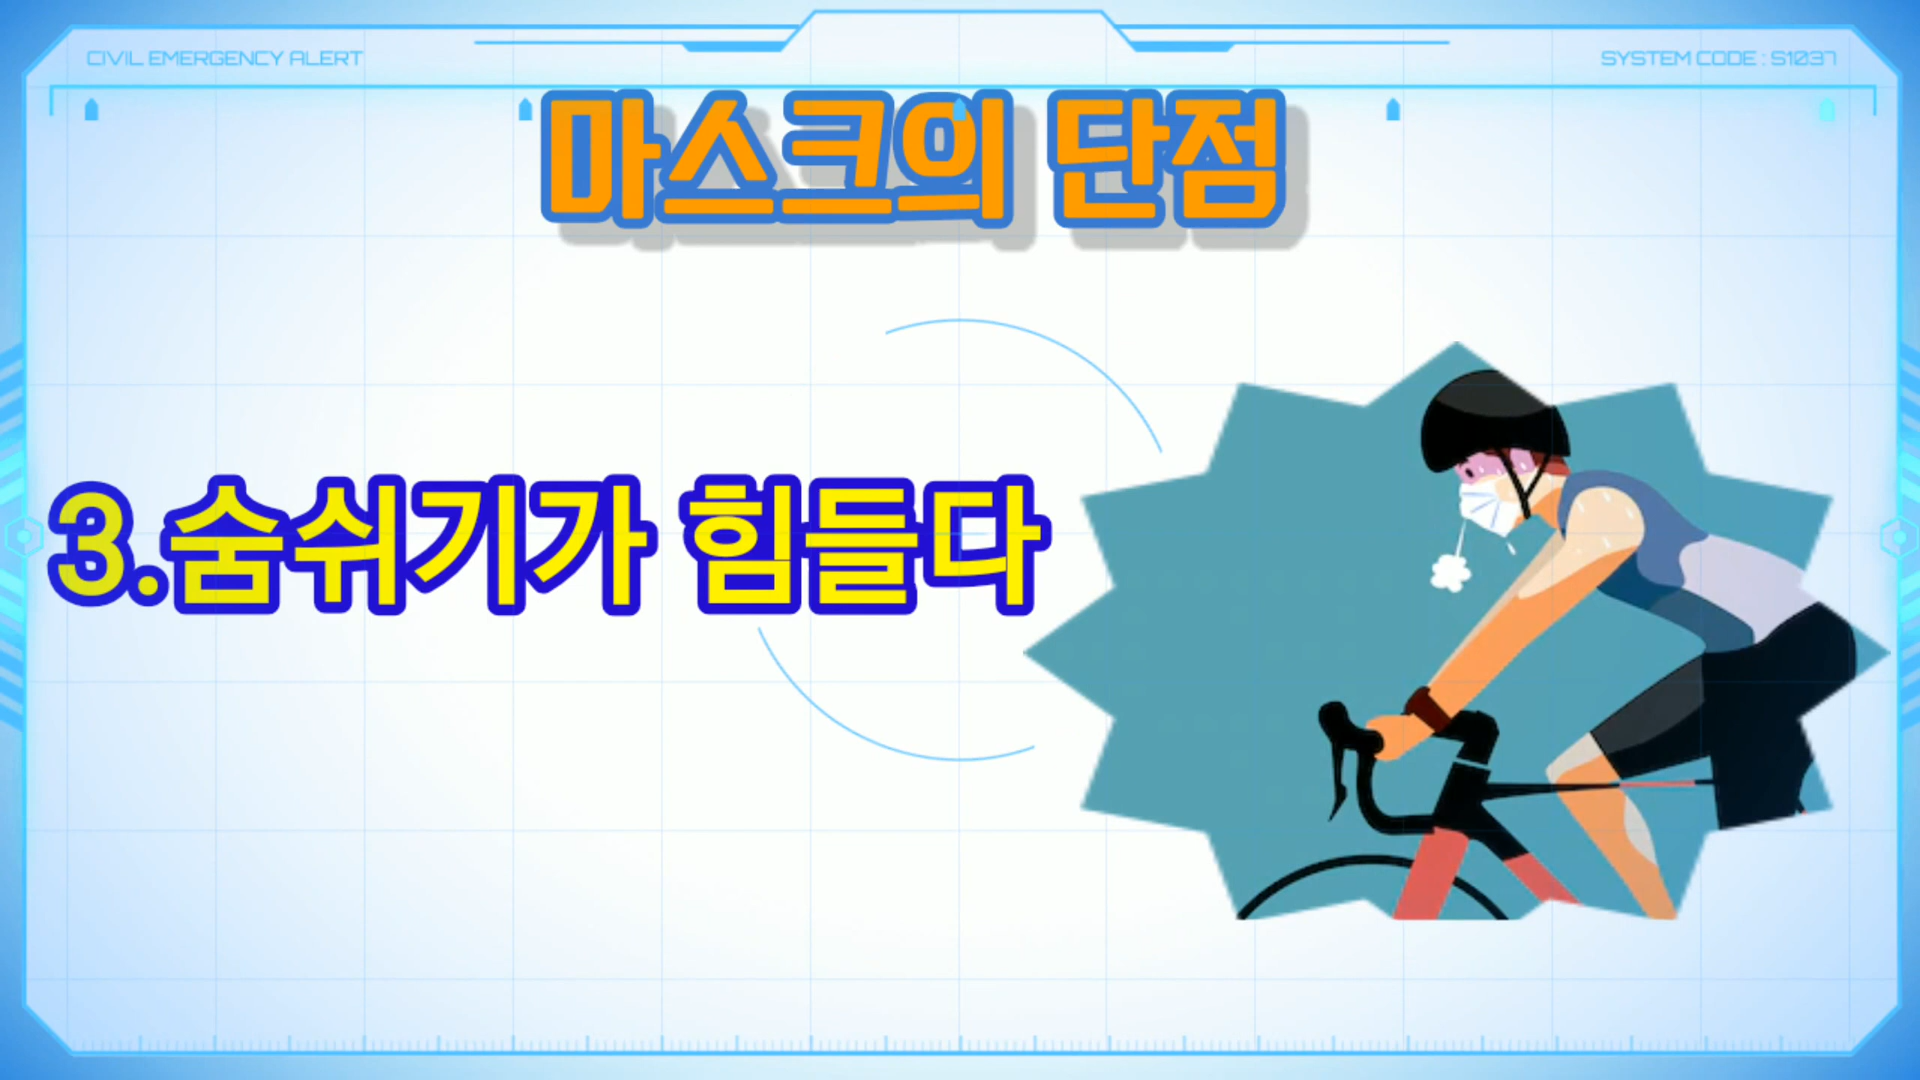 CIVIL EMERGENCY ALERT
SYSTEM CODE : S1037
마스크의 단점
3.숨쉬기가 힘들다